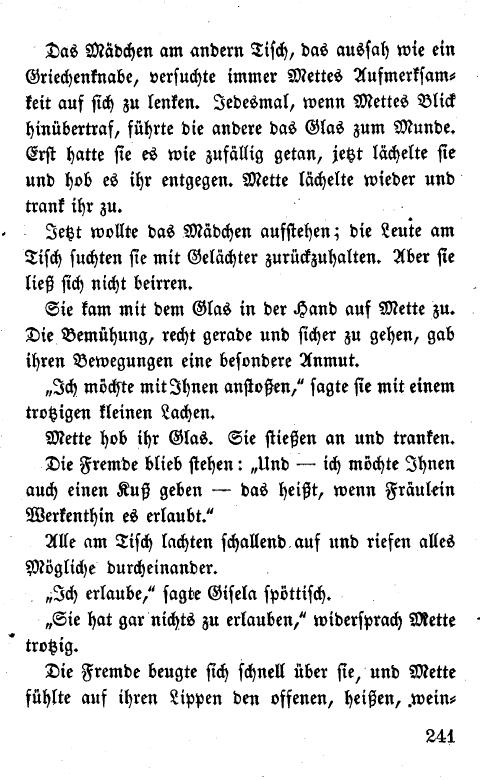 Das Mädchen am andern Tisch, das aussah wie ein
Griechenknabe, versuchte immer Mettes Aufmerksam-
keit auf sich zu lenken. Jedesmal, wenn Mettes Blick
hinübertraf, führte die andere das Glas zum Munde.
Erst hatte sie es wie zufällig getan, jetzt lächelte sie
und hob es ihr entgegen. Mette lächelte wieder und
trank ihr zu.
Jetzt wollte das Mädchen aufstehen; die Leute am
Tisch suchten sie mit Gelächter zurückzuhalten. Aber sie
ließ sich nicht beirren.
Sie kam mit dem Glas in der Hand auf Mette zu.
Die Bemühung, recht gerade und sicher zu gehen, gab
ihren Bewegungen eine besondere Anmut.
„Ich möchte mit Ihnen anstoßen,“ sagte sie mit einem
trotzigen kleinen Lachen.
Mette hob ihr Glas. Sie stießen an und tranken.
Die Fremde blieb stehen: „Und — ich möchte Ihnen
auch einen Kuß geben — das heißt, wenn Fräulein
Werkenthin es erlaubt.“
Alle am Tisch lachten schallend auf und riefen alles
Mögliche durcheinander.
„Ich erlaube,“ sagte Gisela spöttisch.
„Sie hat gar nichts zu erlauben,“ widersprach Mette
trotzig.
Die Fremde beugte sich schnell über sie, und Mette
fühlte auf ihren Lippen den offenen, heißen, wein-
241